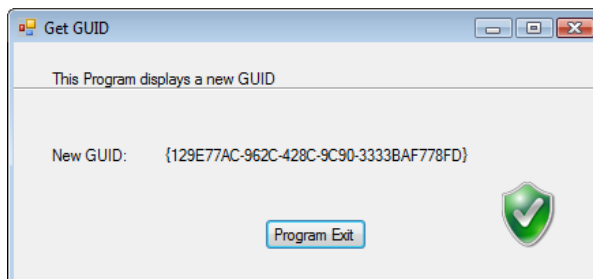 Get GUID
This Program displays a new GUID
New GUID: {129E77AC-962C-428C-9C90-3333BAF778FD}
Program Exit